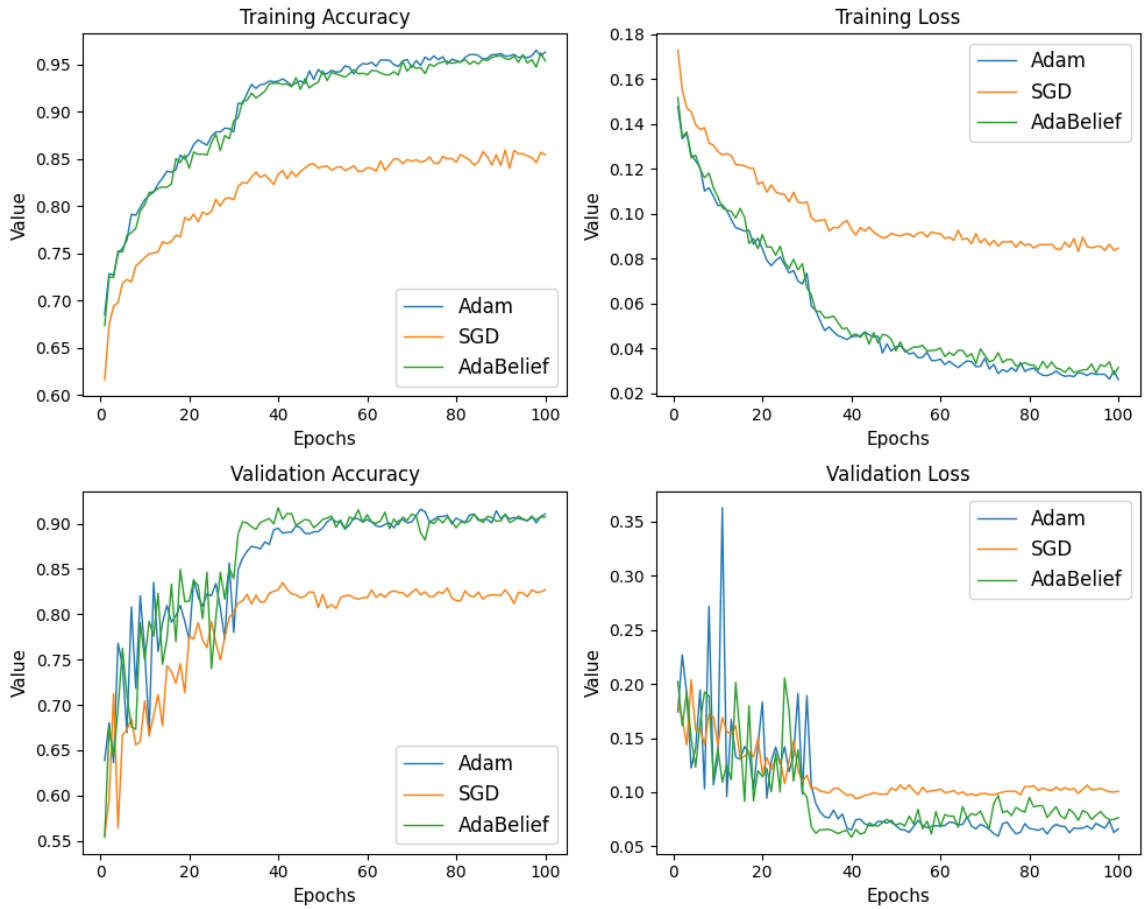 Training Accuracy
Value
0.95
0.90
0.85
0.80
0.75
0.70
0.65
0.60
Adam
SGD
AdaBelief
0 20 40 60 80 100
Epochs
Training Loss
Value
0.18
0.16
0.14
0.12
0.10
0.08
0.06
0.04
0.02
Adam
SGD
AdaBelief
0 20 40 60 80 100
Epochs
Validation Accuracy
Value
0.90
0.85
0.80
0.75
0.70
0.65
0.60
0.55
Adam
SGD
AdaBelief
0 20 40 60 80 100
Epochs
Validation Loss
Value
0.35
0.30
0.25
0.20
0.15
0.10
0.05
Adam
SGD
AdaBelief
0 20 40 60 80 100
Epochs